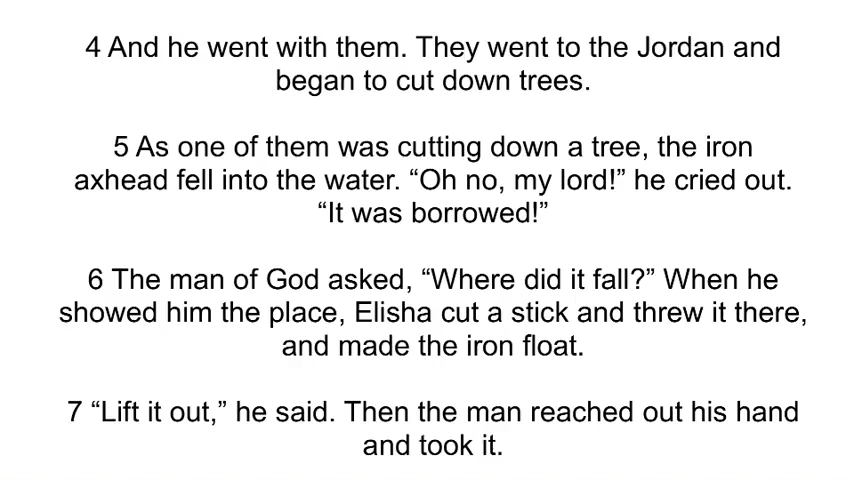 4 And he went with them. They went to the Jordan and
began to cut down trees.
5 As one of them was cutting down a tree, the iron
axhead fell into the water. “Oh no, my lord!” he cried out.
“It was borrowed!”
6 The man of God asked, “Where did it fall?” When he
showed him the place, Elisha cut a stick and threw it there,
and made the iron float.
7 “Lift it out,” he said. Then the man reached out his hand
and took it.